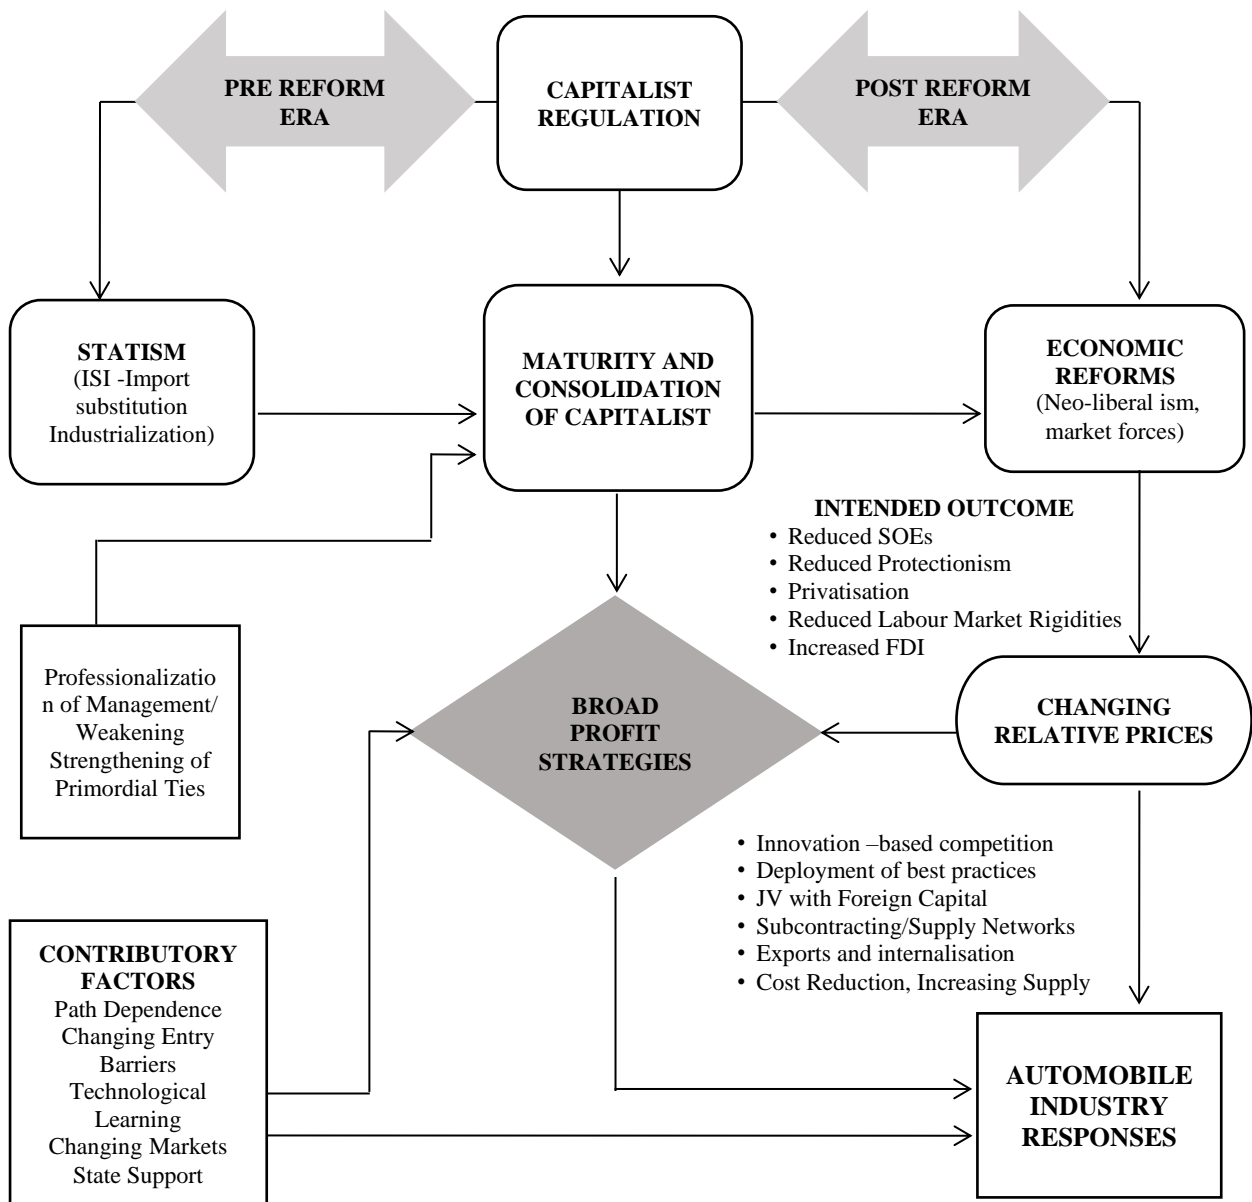 PRE REFORM
ERA
CAPITALIST
REGULATION
POST REFORM
ERA
STATISM
(ISI -Import
substitution
Industrialization)
MATURITY AND
CONSOLIDATION
OF CAPITALIST
ECONOMIC
REFORMS
(Neo-liberal ism,
market forces)
INTENDED OUTCOME
• Reduced SOEs
• Reduced Protectionism
• Privatisation
• Reduced Labour Market Rigidities
• Increased FDI
Professionalizatio
n of Management/
Weakening
Strengthening of
Primordial Ties
BROAD
PROFIT
STRATEGIES
CHANGING
RELATIVE PRICES
• Innovation –based competition
• Deployment of best practices
• JV with Foreign Capital
• Subcontracting/Supply Networks
• Exports and internalisation
• Cost Reduction, Increasing Supply
CONTRIBUTORY
FACTORS
Path Dependence
Changing Entry
Barriers
Technological
Learning
Changing Markets
State Support
AUTOMOBILE
INDUSTRY
RESPONSES